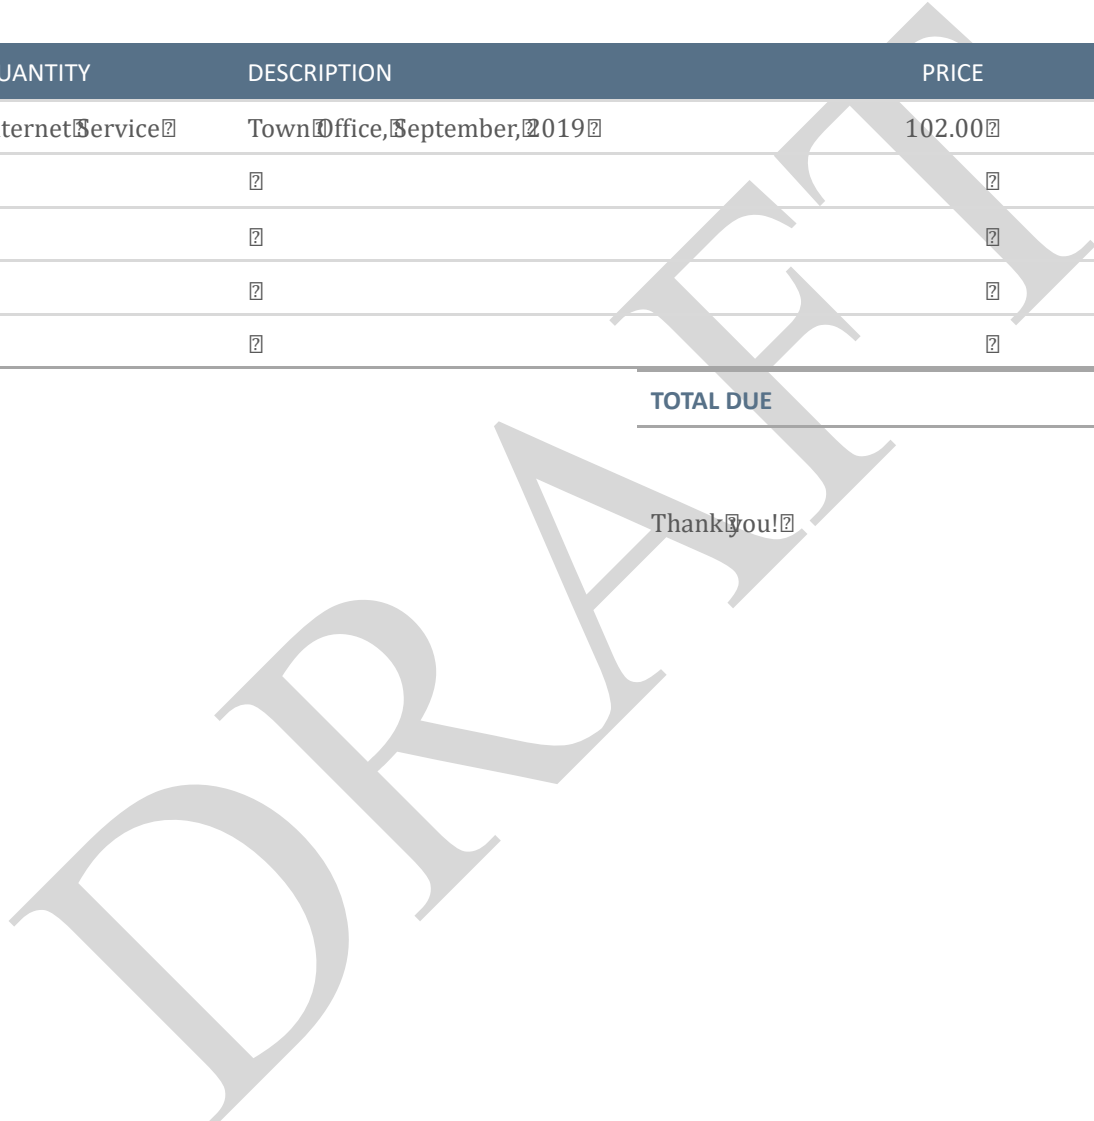 UANTITY DESCRIPTION PRICE
ternet Service Town Office, September, 2019 102.00
TOTAL DUE
Thank you!
DRAFT